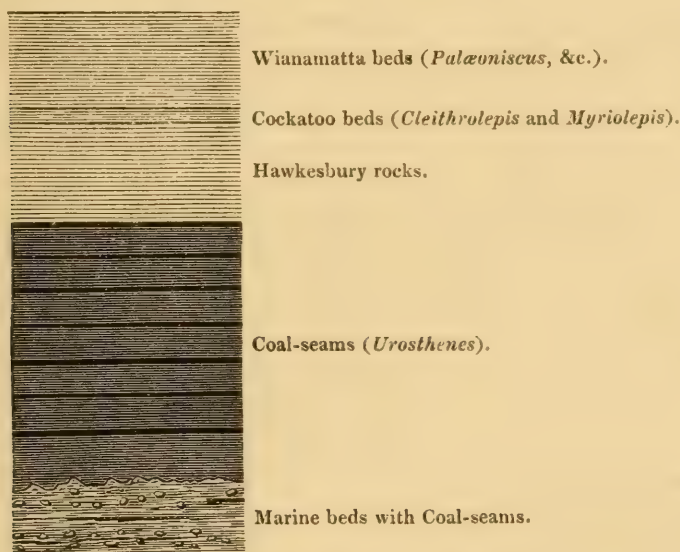 Wianamatta beds (Palæoniscus, &c.).
Cockatoo beds (Cleithrolepis and Myriolepis).
Hawkesbury rocks.
Coal-seams (Urosthenes).
Marine beds with Coal-seams.